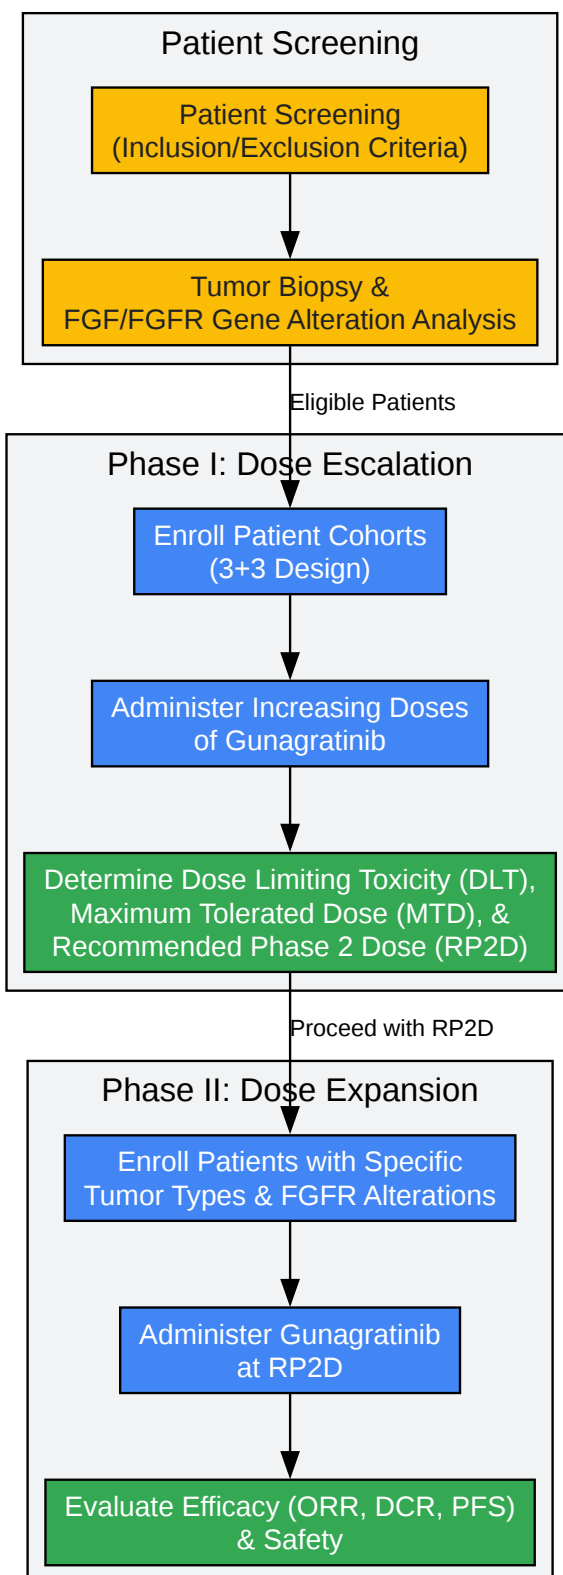 Patient Screening
Patient Screening
(Inclusion/Exclusion Criteria)
Tumor Biopsy &
FGF/FGFR Gene Alteration Analysis
Eligible Patients
Phase I: Dose Escalation
Enroll Patient Cohorts
(3+3 Design)
Administer Increasing Doses
of Gunagratinib
Determine Dose Limiting Toxicity (DLT),
Maximum Tolerated Dose (MTD), &
Recommended Phase 2 Dose (RP2D)
Proceed with RP2D
Phase II: Dose Expansion
Enroll Patients with Specific
Tumor Types & FGFR Alterations
Administer Gunagratinib
at RP2D
Evaluate Efficacy (ORR, DCR, PFS)
& Safety